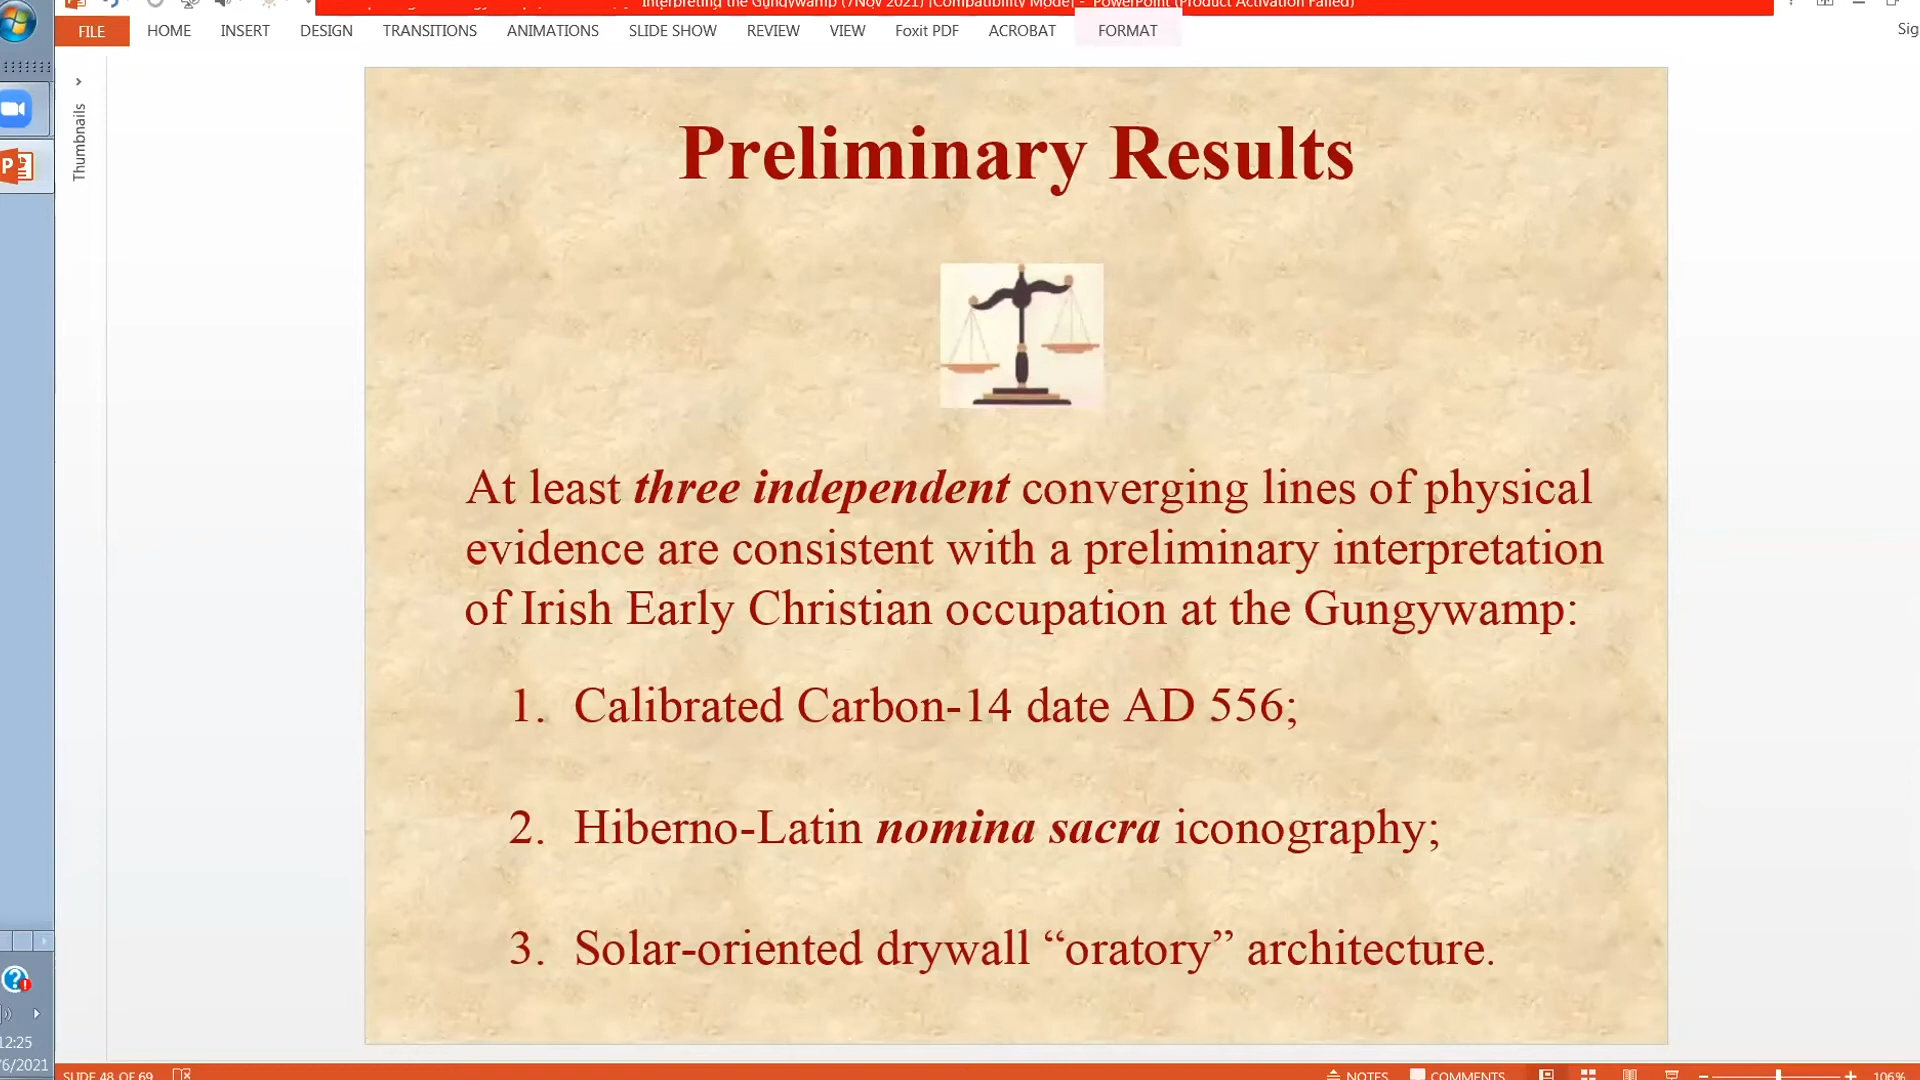 Interpreting the Gungywamp (7Nov 2021) [Compatibility Mode] - PowerPoint (Product Activation Failed)
FILE HOME INSERT DESIGN TRANSITIONS ANIMATIONS SLIDE SHOW REVIEW VIEW Foxit PDF ACROBAT FORMAT Sig
Thumbnails
Preliminary Results
At least three independent converging lines of physical
evidence are consistent with a preliminary interpretation
of Irish Early Christian occupation at the Gungywamp:
1. Calibrated Carbon-14 date AD 556;
2. Hiberno-Latin nomina sacra iconography;
3. Solar-oriented drywall “oratory” architecture.
12:25
/6/2021
SLIDE 48 OF 69 NOTES COMMENTS 106%